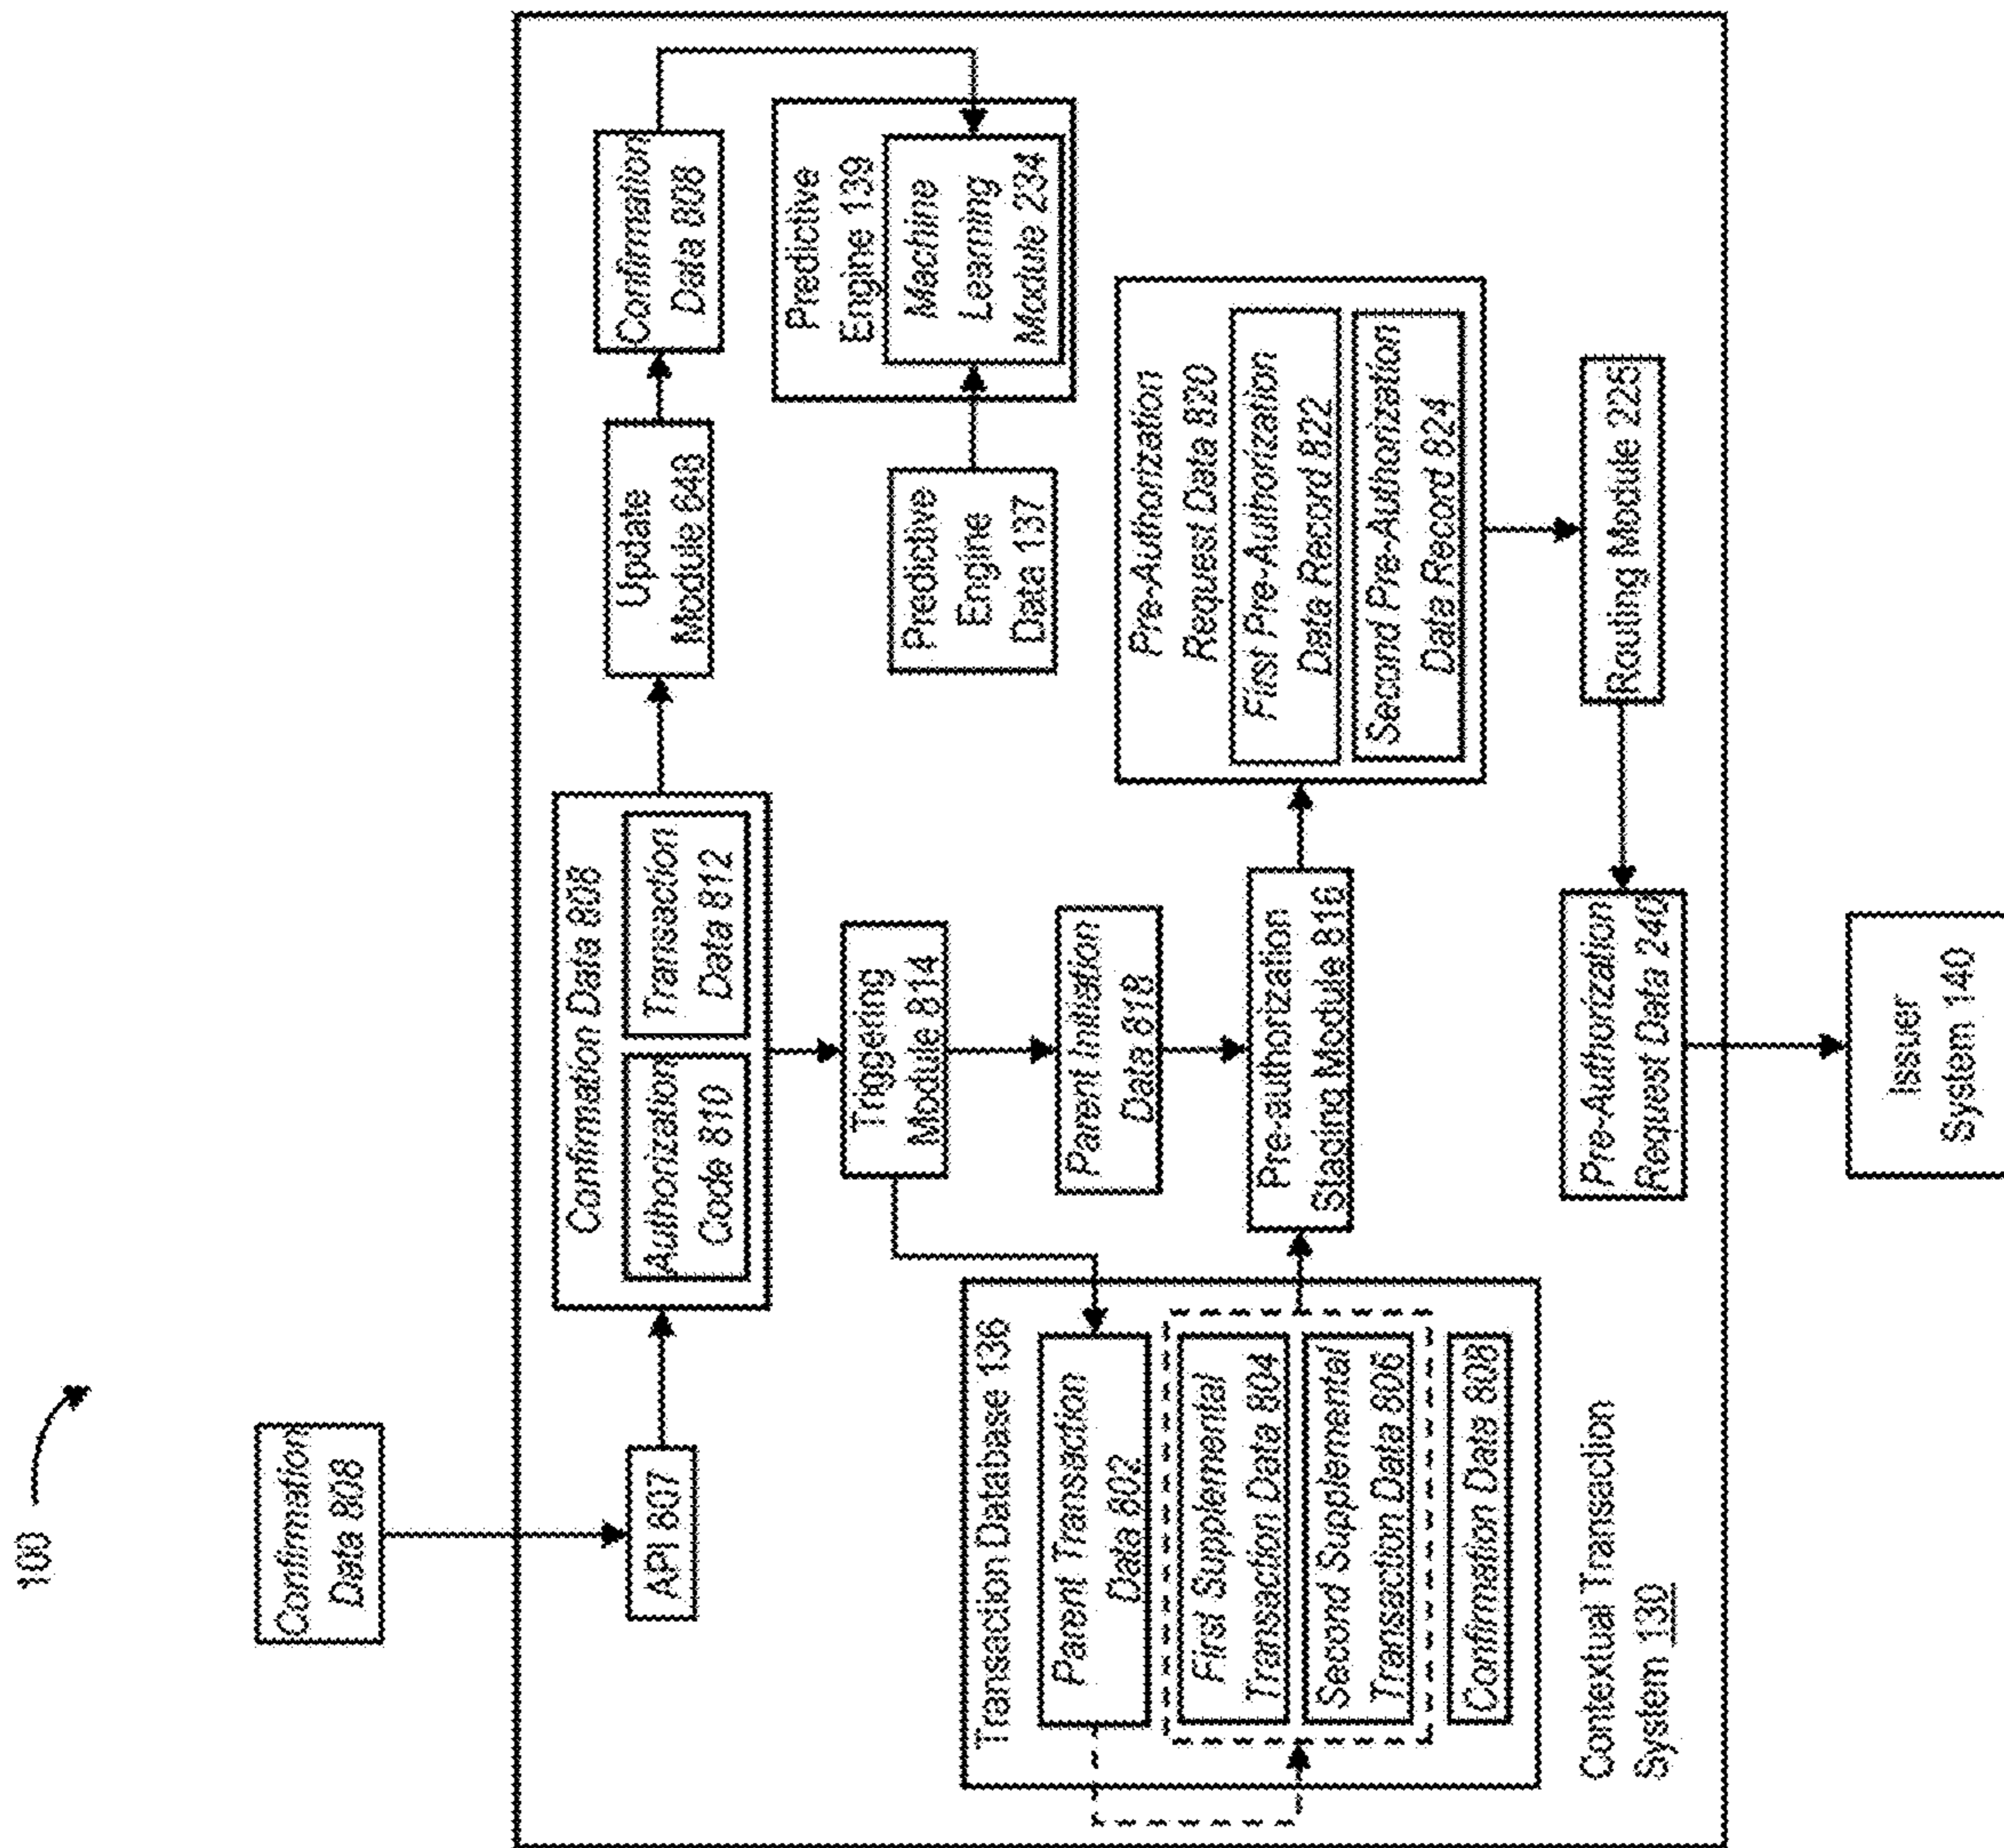 100
Confirmation
Data 808
API 807
Confirmation Data 808
Authorization
Code 810
Transaction
Data 812
Update
Module 648
Confirmation
Data 808
Predictive
Engine 139
Machine
Learning
Module 234
Predictive
Engine
Data 137
Triggering
Module 814
Parent Initiation
Data 818
Pre-authorization
Staging Module 816
Transaction Database 136
Parent Transaction
Data 802
First Supplemental
Transaction Data 804
Second Supplemental
Transaction Data 806
Confirmation Data 808
Pre-Authorization
Request Data 820
First Pre-Authorization
Data Record 822
Second Pre-Authorization
Data Record 824
Routing Module 225
Pre-Authorization
Request Data 240
Contextual Transaction
System 130
Issuer
System 140